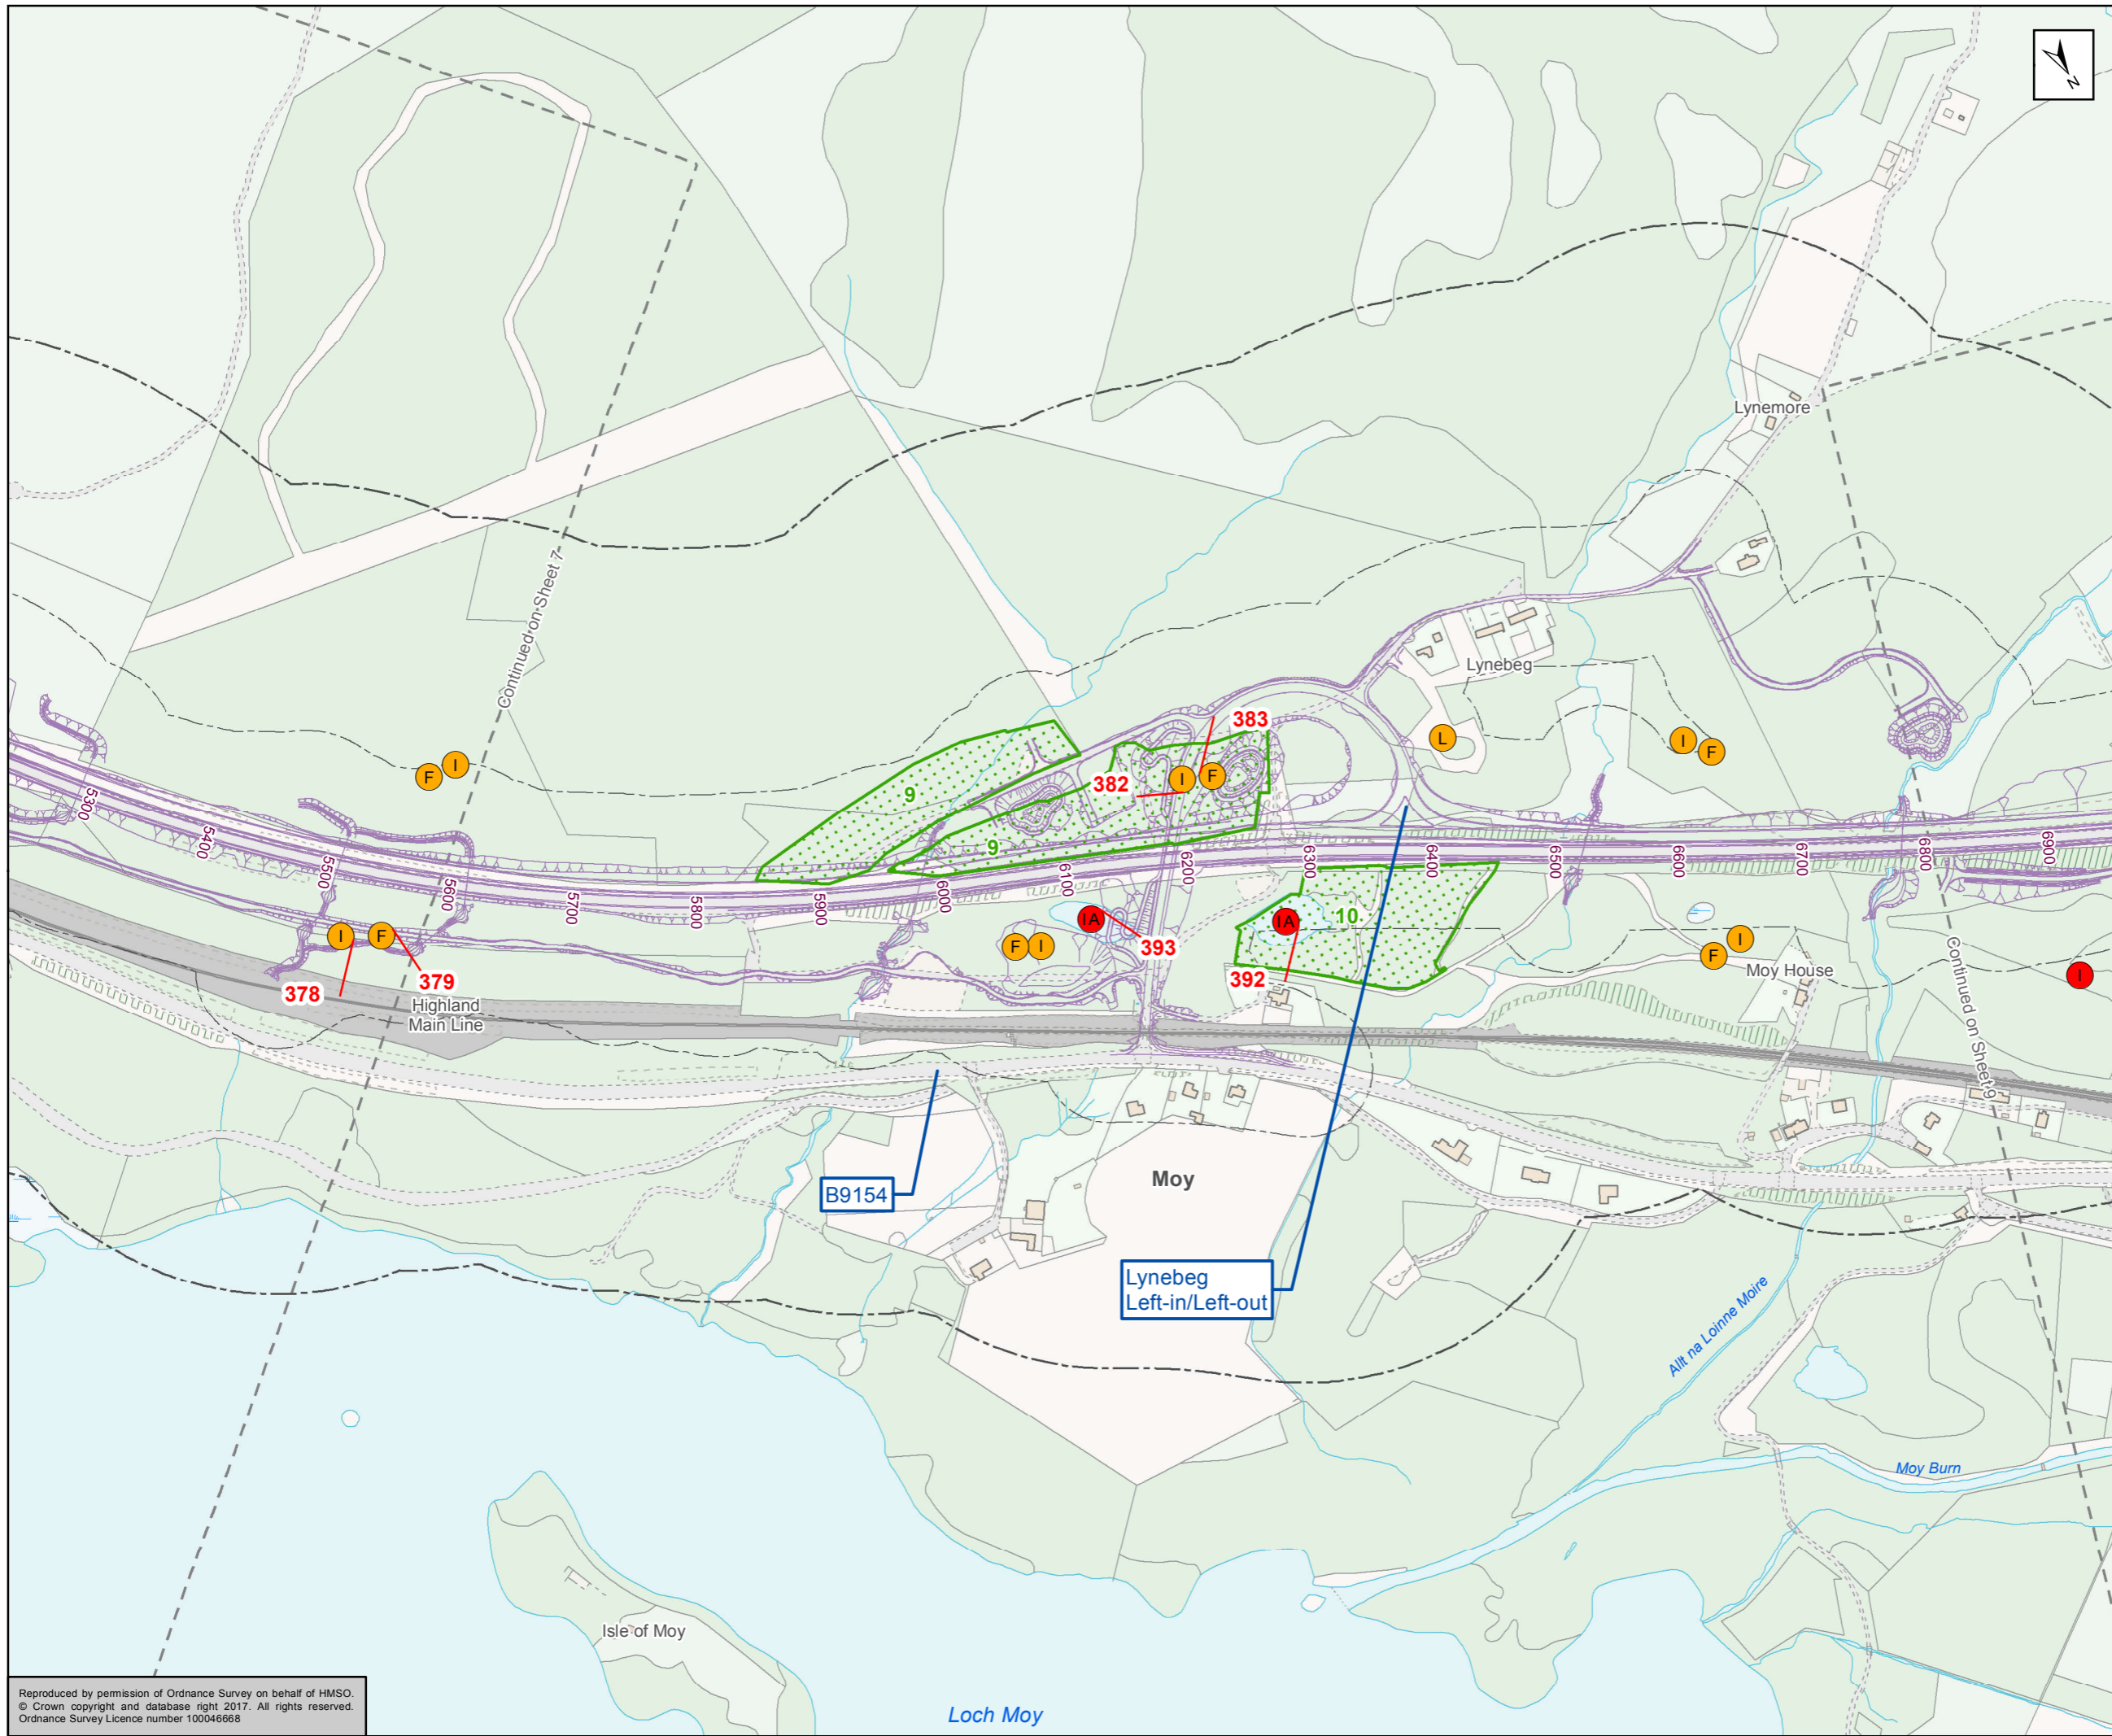 N
Lynemore
Continued on Sheet 7
Lynebeg
383
L
I
F
I
F
382
I
F
9
9
5300
5400
5500
5600
5700
5800
5900
6000
6100
6200
6300
6400
6500
6600
6700
6800
6900
I
F
IA
IA
10
F
I
393
392
I
F
Moy House
I
378
379
Highland
Main Line
Continued on Sheet 9
B9154
Moy
Lynebeg
Left-in/Left-out
Allt na Loinne Moire
Moy Burn
Isle of Moy
Loch Moy
Reproduced by permission of Ordnance Survey on behalf of HMSO.
© Crown copyright and database right 2017. All rights reserved.
Ordnance Survey Licence number 100046668